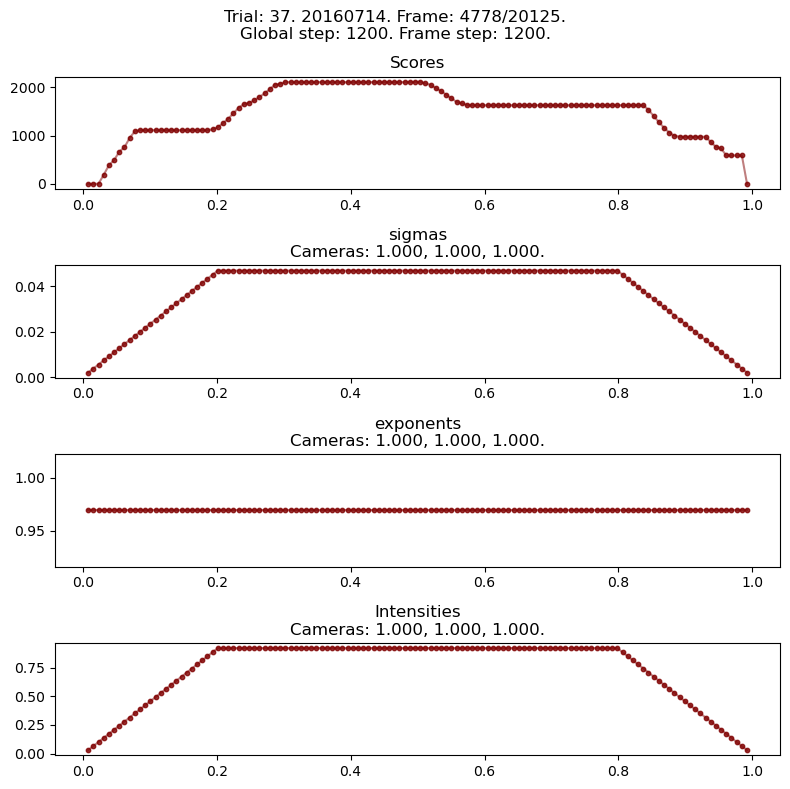 Trial: 37. 20160714. Frame: 4778/20125.
Global step: 1200. Frame step: 1200.
Scores
2000
1000
0
0.0 0.2 0.4 0.6 0.8 1.0
sigmas
Cameras: 1.000, 1.000, 1.000.
0.04
0.02
0.00
0.0 0.2 0.4 0.6 0.8 1.0
exponents
Cameras: 1.000, 1.000, 1.000.
1.00
0.95
0.0 0.2 0.4 0.6 0.8 1.0
Intensities
Cameras: 1.000, 1.000, 1.000.
0.75
0.50
0.25
0.00
0.0 0.2 0.4 0.6 0.8 1.0